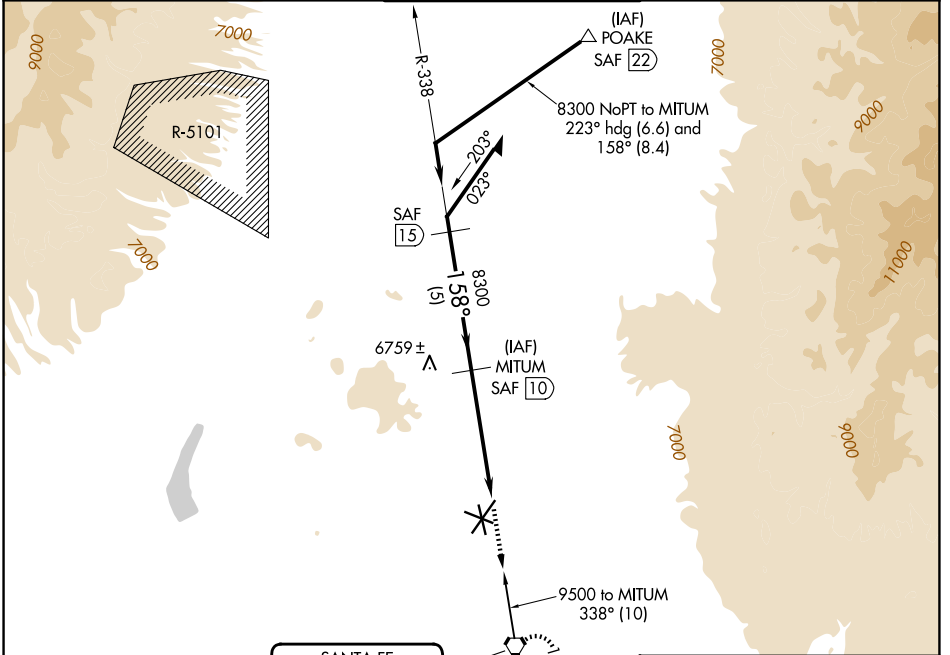 9000
7000
(IAF)
POAKE
SAF 22
7000
R-338
8300 NoPT to MITUM
223° hdg (6.6) and
158° (8.4)
9000
R-5101
203°
023°
SAF
15
7000
11000
8300
158°
(5)
6759 ±
(IAF)
MITUM
SAF 10
7000
9000
9500 to MITUM
338° (10)
SANTA FE